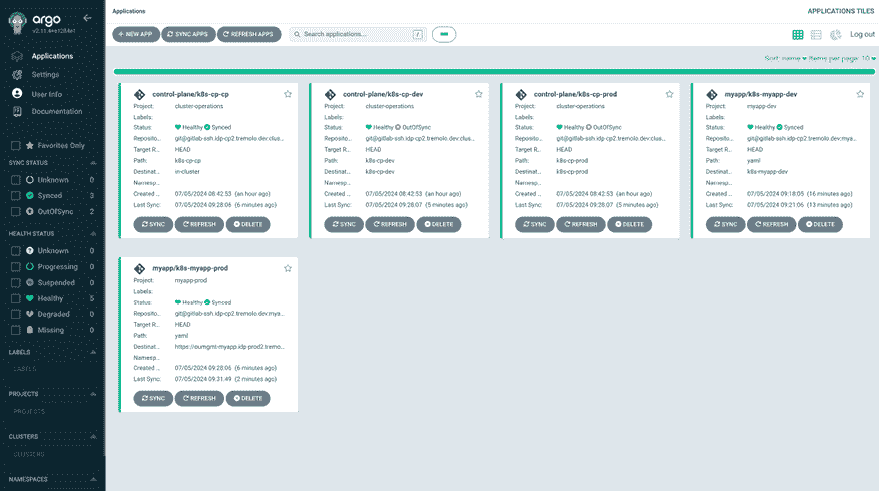 argo
Applications
Settings
User Info
Documentation
Favorites Only
SYNC STATUS
Unknown 0
Synced 3
OutOfSync 2
HEALTH STATUS
Unknown 0
Progressing 0
Suspended 0
Healthy 5
Degraded 0
Missing 0
LABELS
LABELS
PROJECTS
PROJECTS
CLUSTERS
CLUSTERS
NAMESPACES
Applications
APPLICATIONS TILES
+ NEW APP
SYNC APPS
REFRESH APPS
Search applications...
/
Log out
Sort: name Items per page: 10
control-plane/k8s-cp-cp
Project: cluster-operations
Labels:
Status: Healthy Synced
Reposito... git@gitlab-ssh.idp-cp2.tremolo.dev:clus...
Target R... HEAD
Path: k8s-cp-cp
Destinat... in-cluster
Namesp...
Created ... 07/05/2024 08:42:53 (an hour ago)
Last Sync: 07/05/2024 09:28:06 (5 minutes ago)
SYNC
REFRESH
DELETE
control-plane/k8s-cp-dev
Project: cluster-operations
Labels:
Status: Healthy OutOfSync
Reposito... git@gitlab-ssh.idp-cp2.tremolo.dev:clus...
Target R... HEAD
Path: k8s-cp-dev
Destinat... k8s-cp-dev
Namesp...
Created ... 07/05/2024 08:42:53 (an hour ago)
Last Sync: 07/05/2024 09:28:07 (5 minutes ago)
SYNC
REFRESH
DELETE
control-plane/k8s-cp-prod
Project: cluster-operations
Labels:
Status: Healthy OutOfSync
Reposito... git@gitlab-ssh.idp-cp2.tremolo.dev:clus...
Target R... HEAD
Path: k8s-cp-prod
Destinat... k8s-cp-prod
Namesp...
Created ... 07/05/2024 08:42:53 (an hour ago)
Last Sync: 07/05/2024 09:28:07 (5 minutes ago)
SYNC
REFRESH
DELETE
myapp/k8s-myapp-dev
Project: myapp-dev
Labels:
Status: Healthy Synced
Reposito... git@gitlab-ssh.idp-cp2.tremolo.dev:mya...
Target R... HEAD
Path: yaml
Destinat... k8s-myapp-dev
Namesp...
Created ... 07/05/2024 09:18:05 (16 minutes ago)
Last Sync: 07/05/2024 09:21:06 (13 minutes ago)
SYNC
REFRESH
DELETE
myapp/k8s-myapp-prod
Project: myapp-prod
Labels:
Status: Healthy Synced
Reposito... git@gitlab-ssh.idp-cp2.tremolo.dev:mya...
Target R... HEAD
Path: yaml
Destinat... https://oumgmt-myapp.idp-prod2.tremo...
Namesp...
Created ... 07/05/2024 09:28:06 (6 minutes ago)
Last Sync: 07/05/2024 09:31:49 (2 minutes ago)
SYNC
REFRESH
DELETE